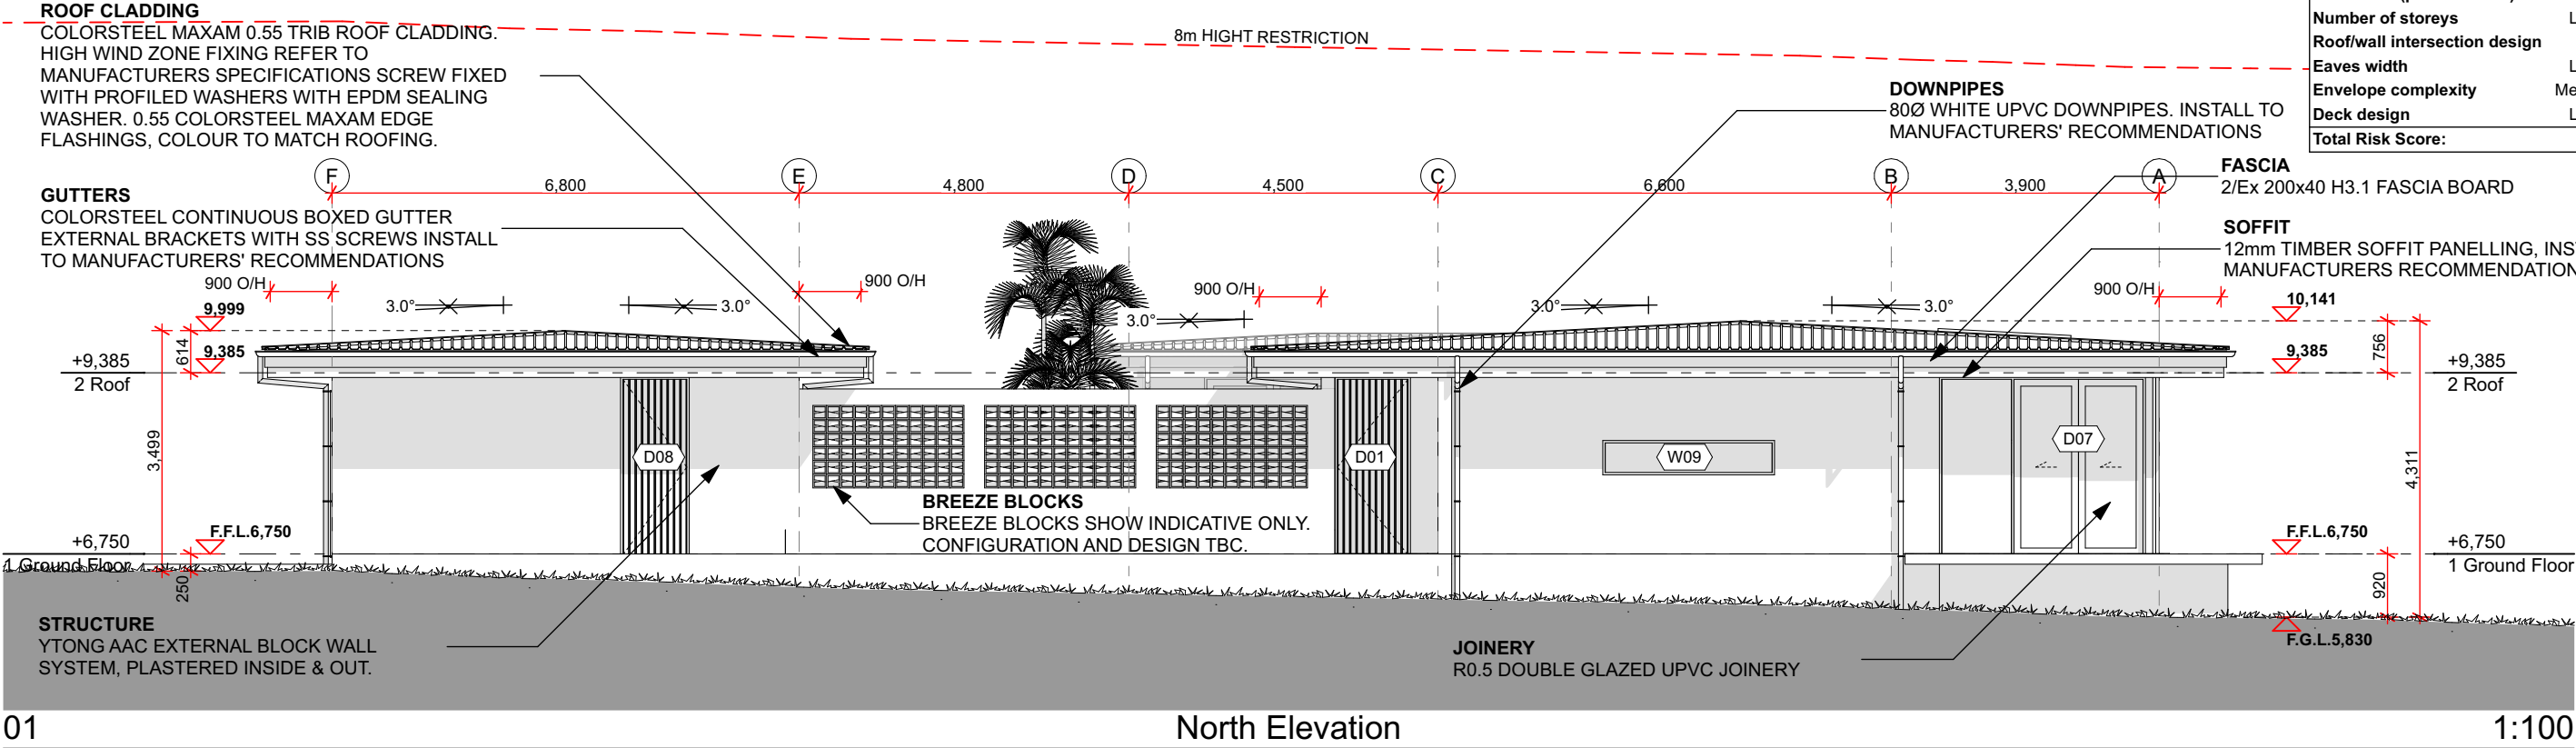 ROOF CLADDING
COLORSTEEL MAXAM 0.55 TRIB ROOF CLADDING.
HIGH WIND ZONE FIXING REFER TO
MANUFACTURERS SPECIFICATIONS SCREW FIXED
WITH PROFILED WASHERS WITH EPDM SEALING
WASHER. 0.55 COLORSTEEL MAXAM EDGE
FLASHINGS, COLOUR TO MATCH ROOFING.
8m HIGHT RESTRICTION
Number of storeys L
Roof/wall intersection design
Eaves width L
Envelope complexity Me
Deck design L
Total Risk Score:
DOWNPIPES
80Ø WHITE UPVC DOWNPIPES. INSTALL TO
MANUFACTURERS' RECOMMENDATIONS
FASCIA
2/Ex 200x40 H3.1 FASCIA BOARD
SOFFIT
12mm TIMBER SOFFIT PANELLING, INS
MANUFACTURERS RECOMMENDATION
F E D C B A
6,800 4,800 4,500 6,600 3,900
GUTTERS
COLORSTEEL CONTINUOUS BOXED GUTTER
EXTERNAL BRACKETS WITH SS SCREWS INSTALL
TO MANUFACTURERS' RECOMMENDATIONS
900 O/H 900 O/H 900 O/H 900 O/H
3.0° 3.0° 3.0° 3.0° 3.0°
9,999
614
9,385
+9,385
2 Roof
3,499
F.F.L.6,750
+6,750
1 Ground Floor
250
10,141
756
9,385
+9,385
2 Roof
4,311
F.F.L.6,750
+6,750
1 Ground Floor
920
F.G.L.5,830
D08 D01 W09 D07
BREEZE BLOCKS
BREEZE BLOCKS SHOW INDICATIVE ONLY.
CONFIGURATION AND DESIGN TBC.
STRUCTURE
YTONG AAC EXTERNAL BLOCK WALL
SYSTEM, PLASTERED INSIDE & OUT.
JOINERY
R0.5 DOUBLE GLAZED UPVC JOINERY
01 North Elevation 1:100